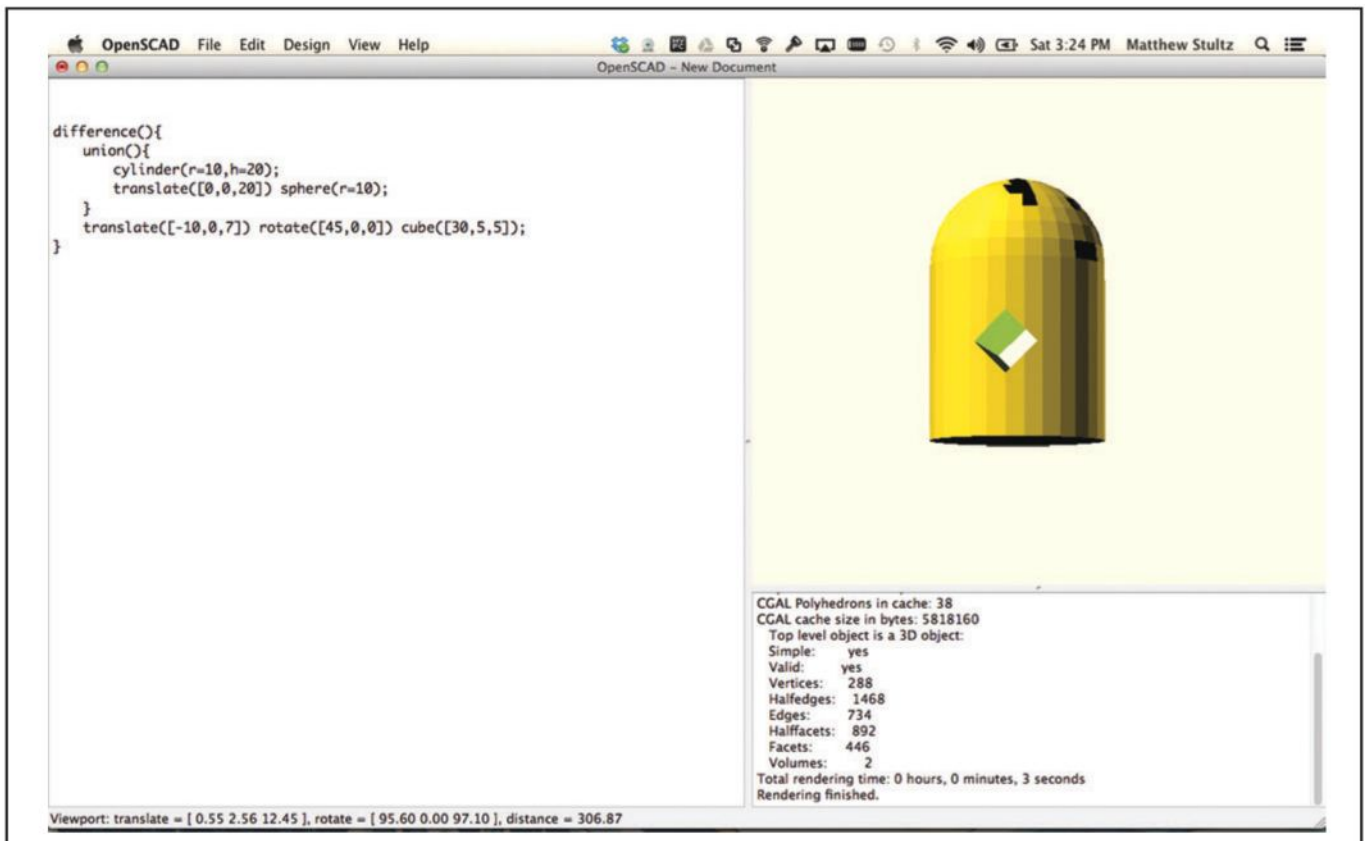 OpenSCAD File Edit Design View Help Sat 3:24 PM Matthew Stultz
OpenSCAD - New Document
difference(){
union(){
cylinder(r=10,h=20);
translate([0,0,20]) sphere(r=10);
}
translate([-10,0,7]) rotate([45,0,0]) cube([30,5,5]);
}
CGAL Polyhedrons in cache: 38
CGAL cache size in bytes: 5818160
Top level object is a 3D object:
Simple: yes
Valid: yes
Vertices: 288
Halfedges: 1468
Edges: 734
Halffacets: 892
Facets: 446
Volumes: 2
Total rendering time: 0 hours, 0 minutes, 3 seconds
Rendering finished.
Viewport: translate = [ 0.55 2.56 12.45 ], rotate = [ 95.60 0.00 97.10 ], distance = 306.87